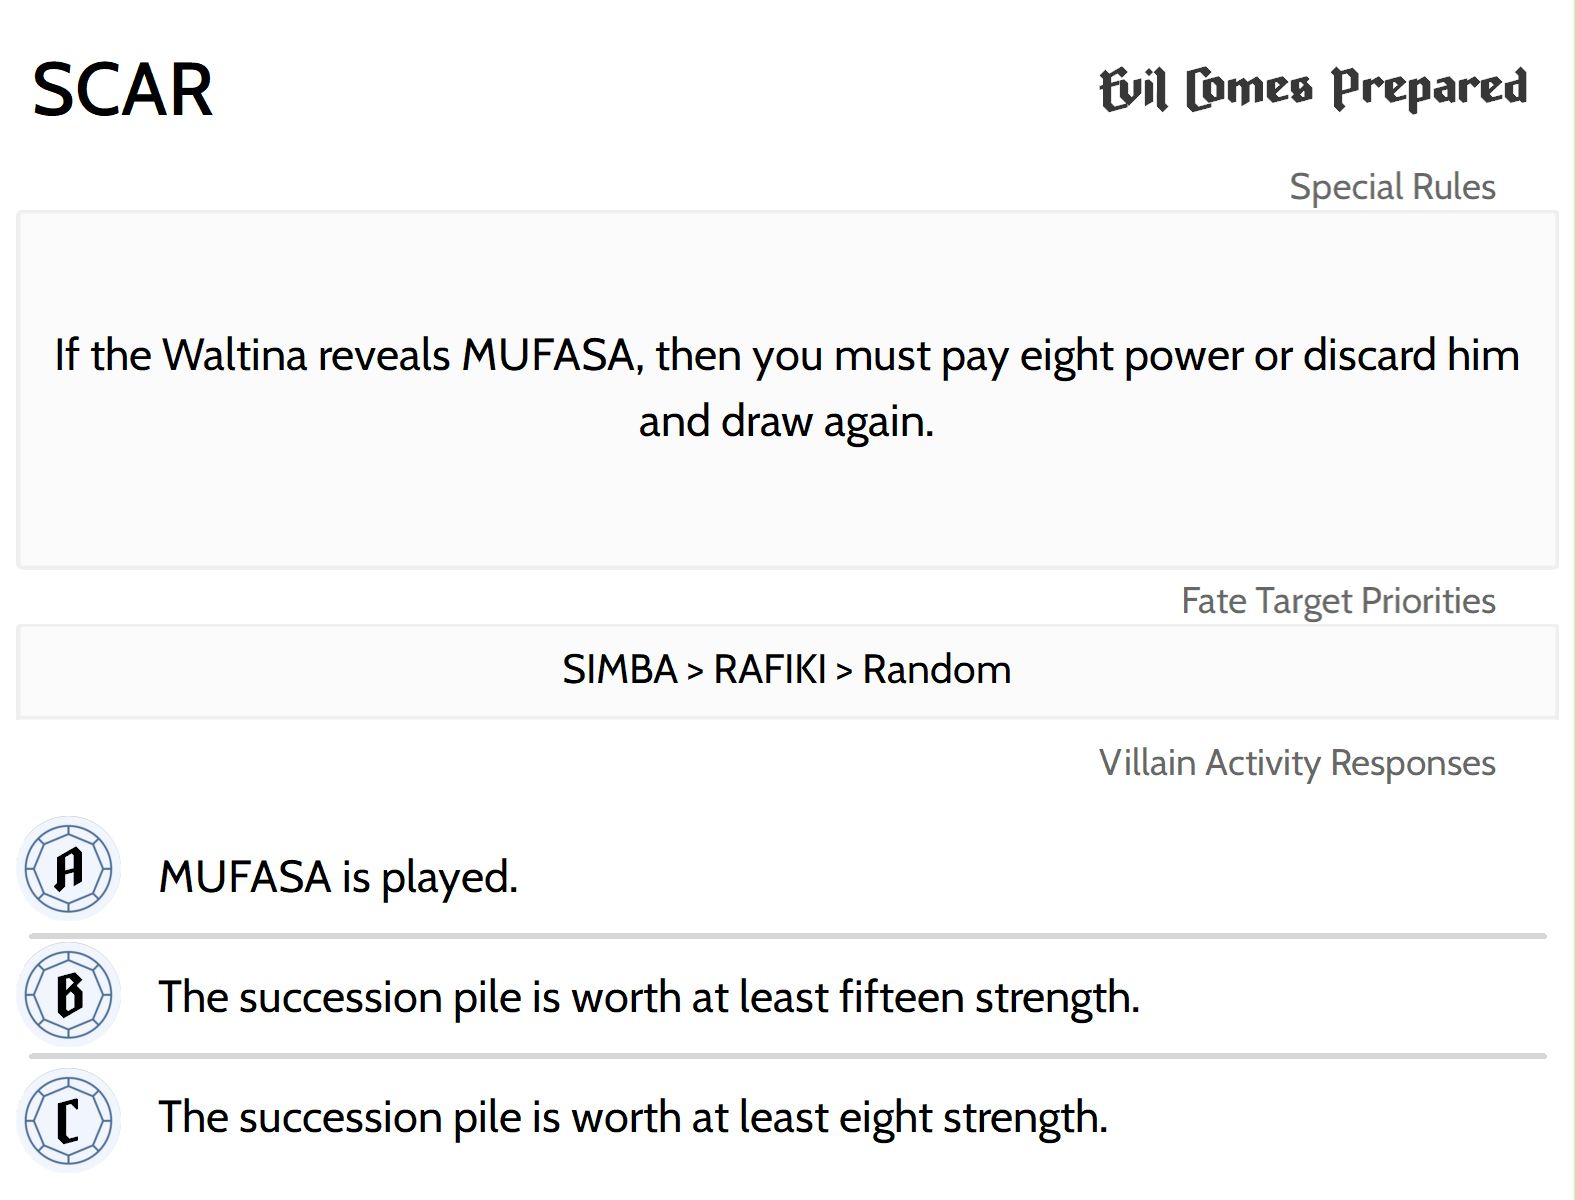 SCAR
Evil Comes Prepared
Special Rules
If the Waltina reveals MUFASA, then you must pay eight power or discard him
and draw again.
Fate Target Priorities
SIMBA > RAFIKI > Random
Villain Activity Responses
A
MUFASA is played.
B
The succession pile is worth at least fifteen strength.
C
The succession pile is worth at least eight strength.